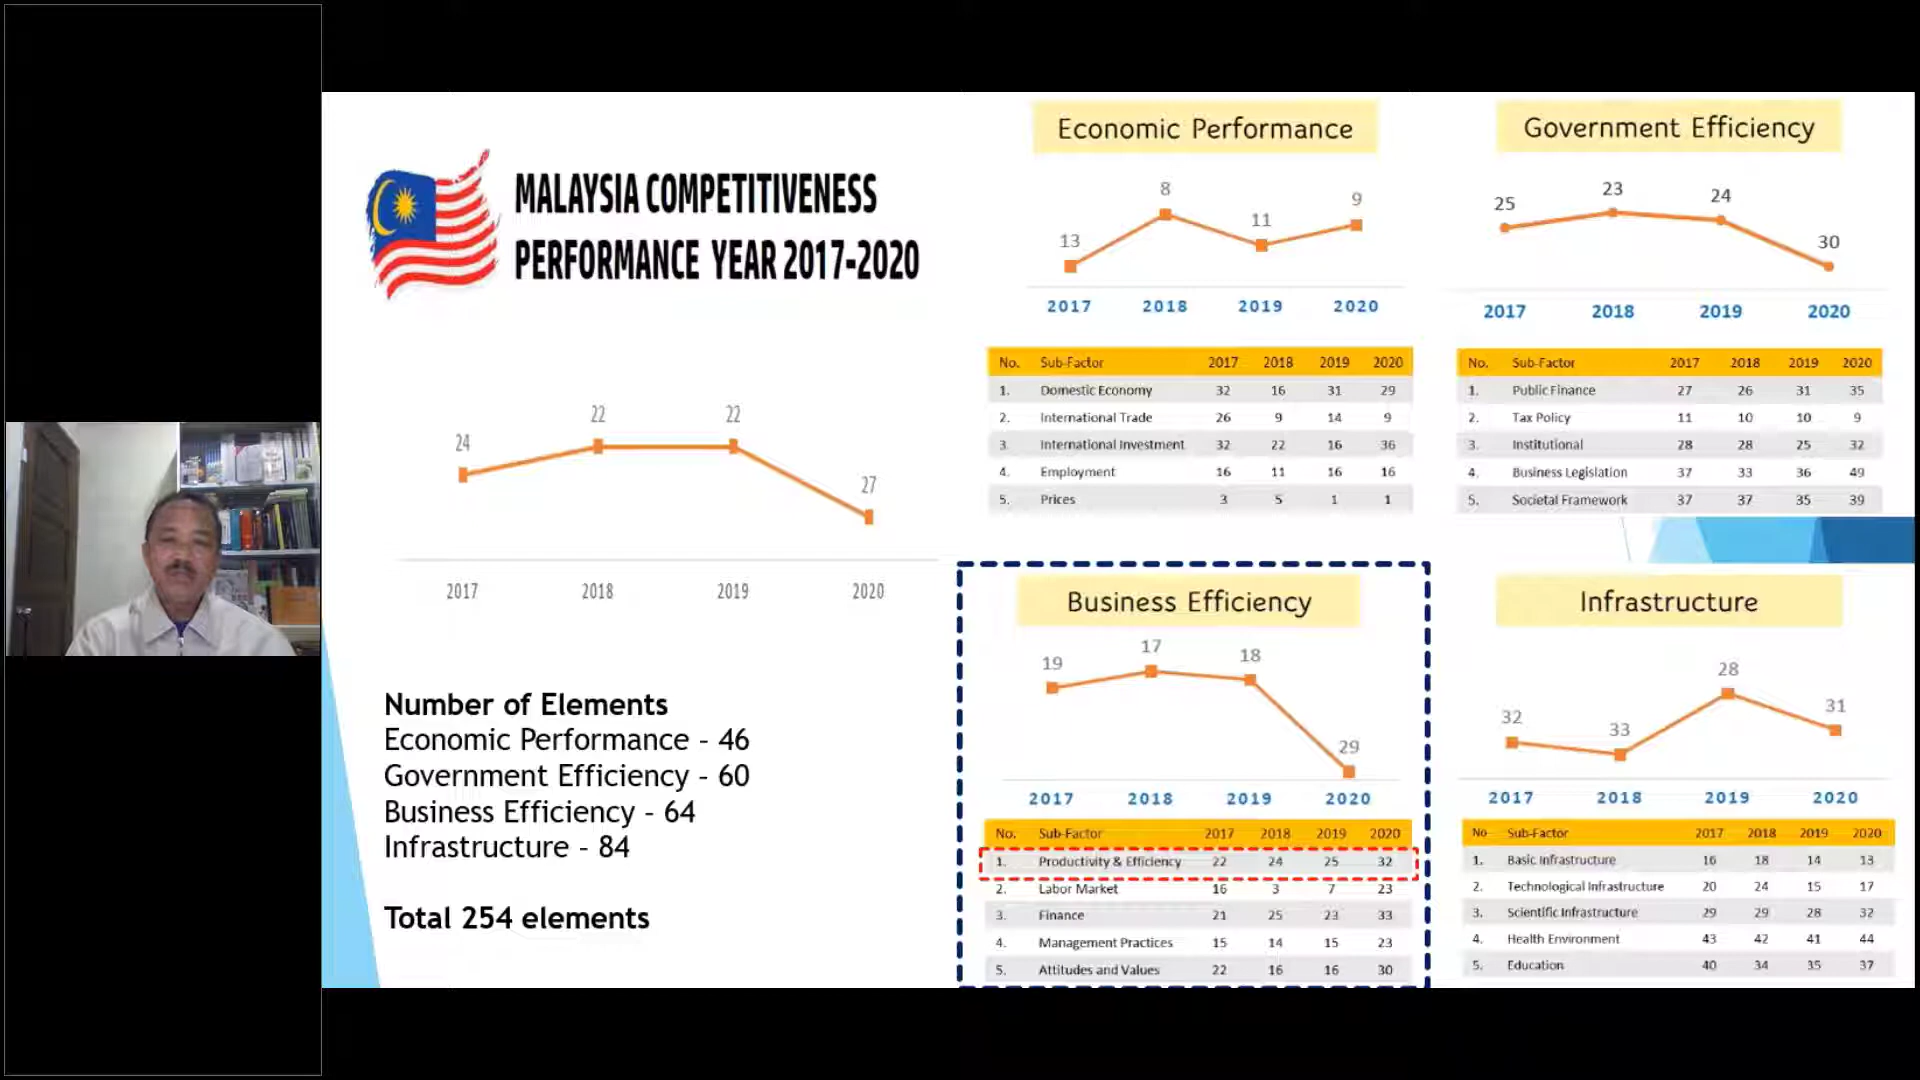 MALAYSIA COMPETITIVENESS
PERFORMANCE YEAR 2017-2020
24
22
22
27
2017 2018 2019 2020
Number of Elements
Economic Performance - 46
Government Efficiency - 60
Business Efficiency - 64
Infrastructure - 84
Total 254 elements
Economic Performance
13
8
11
9
2017 2018 2019 2020
No. Sub-Factor 2017 2018 2019 2020
1. Domestic Economy 32 16 31 29
2. International Trade 26 9 14 9
3. International Investment 32 22 16 36
4. Employment 16 11 16 16
5. Prices 3 5 1 1
Government Efficiency
25
23
24
30
2017 2018 2019 2020
No. Sub-Factor 2017 2018 2019 2020
1. Public Finance 27 26 31 35
2. Tax Policy 11 10 10 9
3. Institutional 28 28 25 32
4. Business Legislation 37 33 36 49
5. Societal Framework 37 37 35 39
Business Efficiency
19
17
18
29
2017 2018 2019 2020
No. Sub-Factor 2017 2018 2019 2020
1. Productivity & Efficiency 22 24 25 32
2. Labor Market 16 3 7 23
3. Finance 21 25 23 33
4. Management Practices 15 14 15 23
5. Attitudes and Values 22 16 16 30
Infrastructure
32
33
28
31
2017 2018 2019 2020
No Sub-Factor 2017 2018 2019 2020
1. Basic Infrastructure 16 18 14 13
2. Technological Infrastructure 20 24 15 17
3. Scientific Infrastructure 29 29 28 32
4. Health Environment 43 42 41 44
5. Education 40 34 35 37